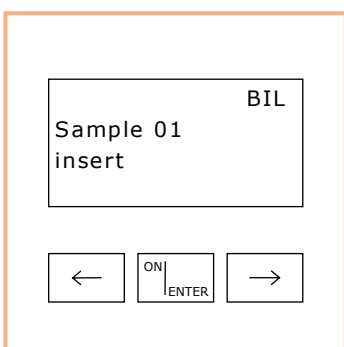 BIL
Sample 01
insert
←
ON
ENTER
→